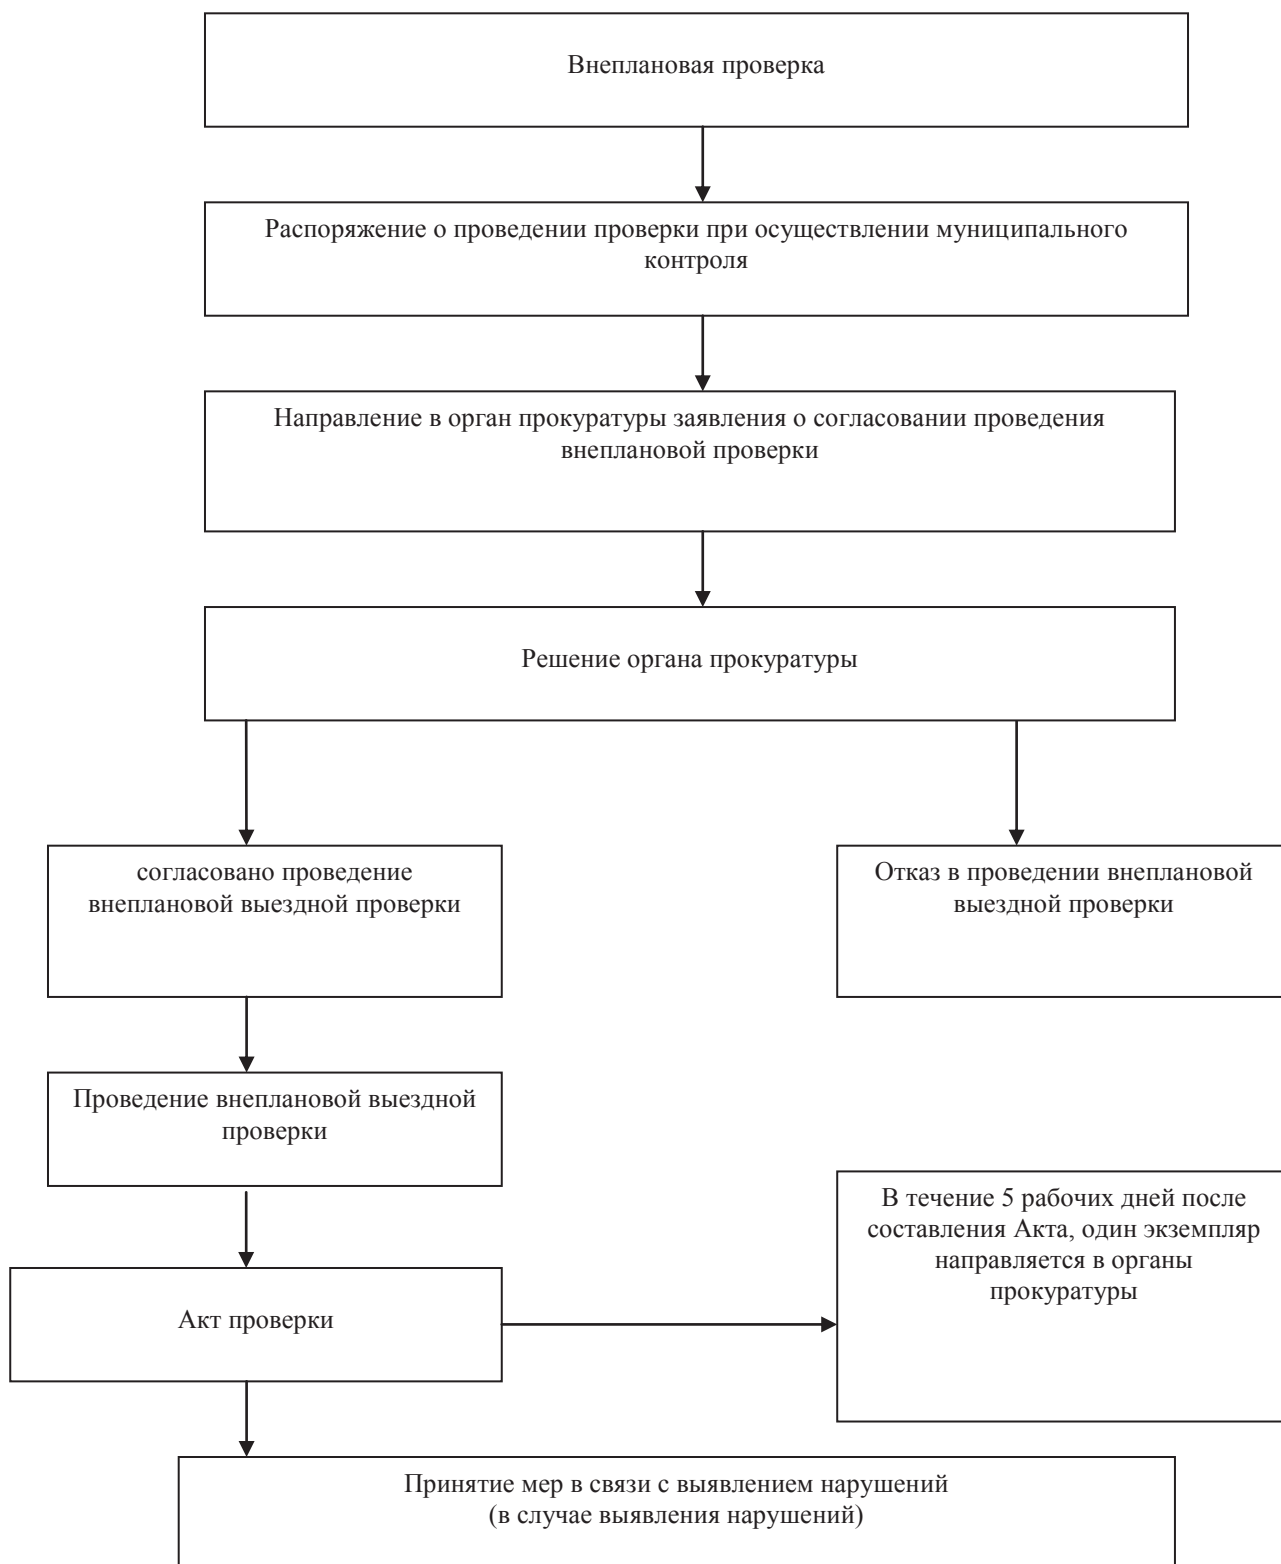 Внеплановая проверка
Распоряжение о проведении проверки при осуществлении муниципального
контроля
Направление в орган прокуратуры заявления о согласовании проведения
внеплановой проверки
Решение органа прокуратуры
согласовано проведение
внеплановой выездной проверки
Отказ в проведении внеплановой
выездной проверки
Проведение внеплановой выездной
проверки
В течение 5 рабочих дней после
составления Акта, один экземпляр
направляется в органы
прокуратуры
Акт проверки
Принятие мер в связи с выявлением нарушений
(в случае выявления нарушений)